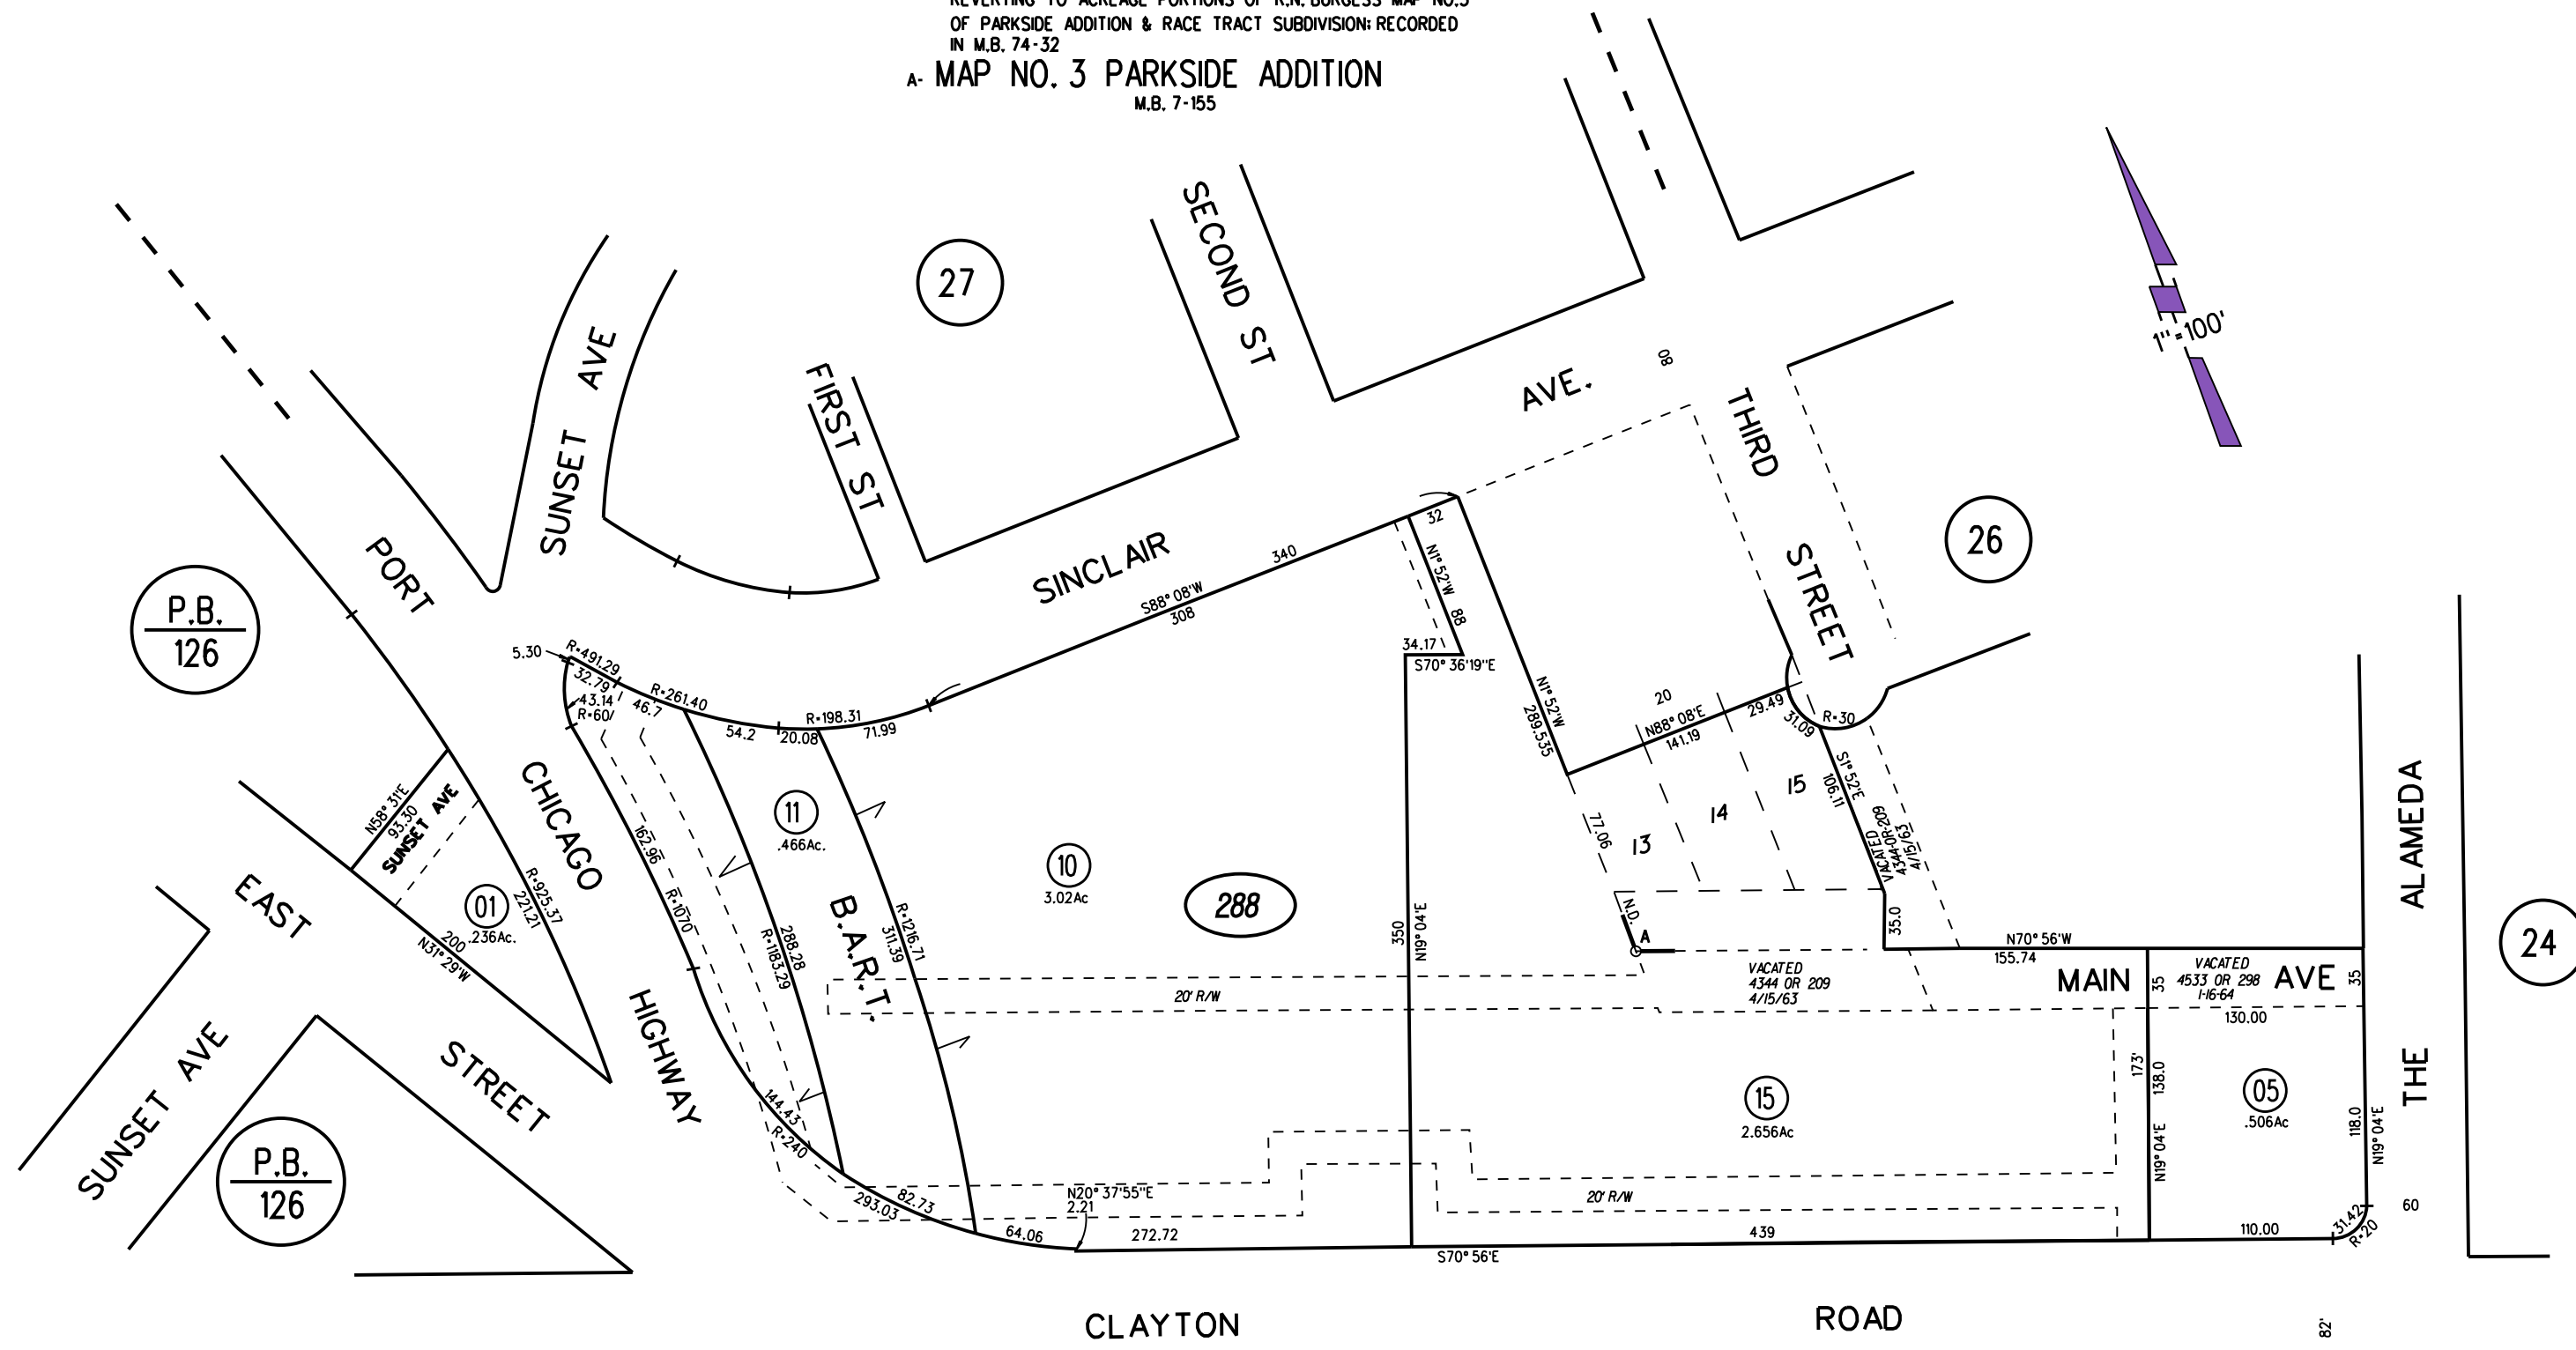 REVERTING TO ACREAGE PORTIONS OF R.N. BURGESS MAP NO.3
OF PARKSIDE ADDITION & RACE TRACT SUBDIVISION; RECORDED
IN M.B. 74-32
A- MAP NO. 3 PARKSIDE ADDITION
M.B. 7-155
1"=100'
27
SECOND ST
FIRST ST
SUNSET AVE
AVE.
80
THIRD
STREET
26
SINCLAIR
PORT
P.B.
126
CHICAGO
HIGHWAY
5.30
R=491.29
32.79
43.14
R=60
46.7
R=261.40
54.2
20.08
R=198.31
71.99
S88° 08'W
308
340
32
N1° 52'W
88
34.17
S70° 36'19"E
N1° 52'W
289.535
20
N88° 08'E
141.19
29.49
31.09
R=30
S1° 52'E
106.11
VACATED
4344-OR-209
4/15/63
77.06
13
14
15
N.D.
A
35.0
N70° 56'W
155.74
MAIN
AVE
VACATED
4533 OR 298
1-16-64
35
35
130.00
THE
ALAMEDA
24
N58° 31'E
93.30
SUNSET AVE
01
.236Ac.
R=925.37
221.21
200
N31° 29'W
EAST
STREET
SUNSET AVE
P.B.
126
162.96
R=1070
11
.466Ac.
B.A.R.T.
288.28
R=1183.29
R=1216.71
311.39
10
3.02Ac
288
350
N19° 04'E
20' R/W
VACATED
4344 OR 209
4/15/63
173'
138.0
N19° 04'E
05
.506Ac
118.0
N19° 04'E
15
2.656Ac
144.43
R=240
293.03
82.73
64.06
N20° 37'55"E
2.21
272.72
20' R/W
439
S70° 56'E
110.00
31.42
R=20
60
82'
CLAYTON
ROAD